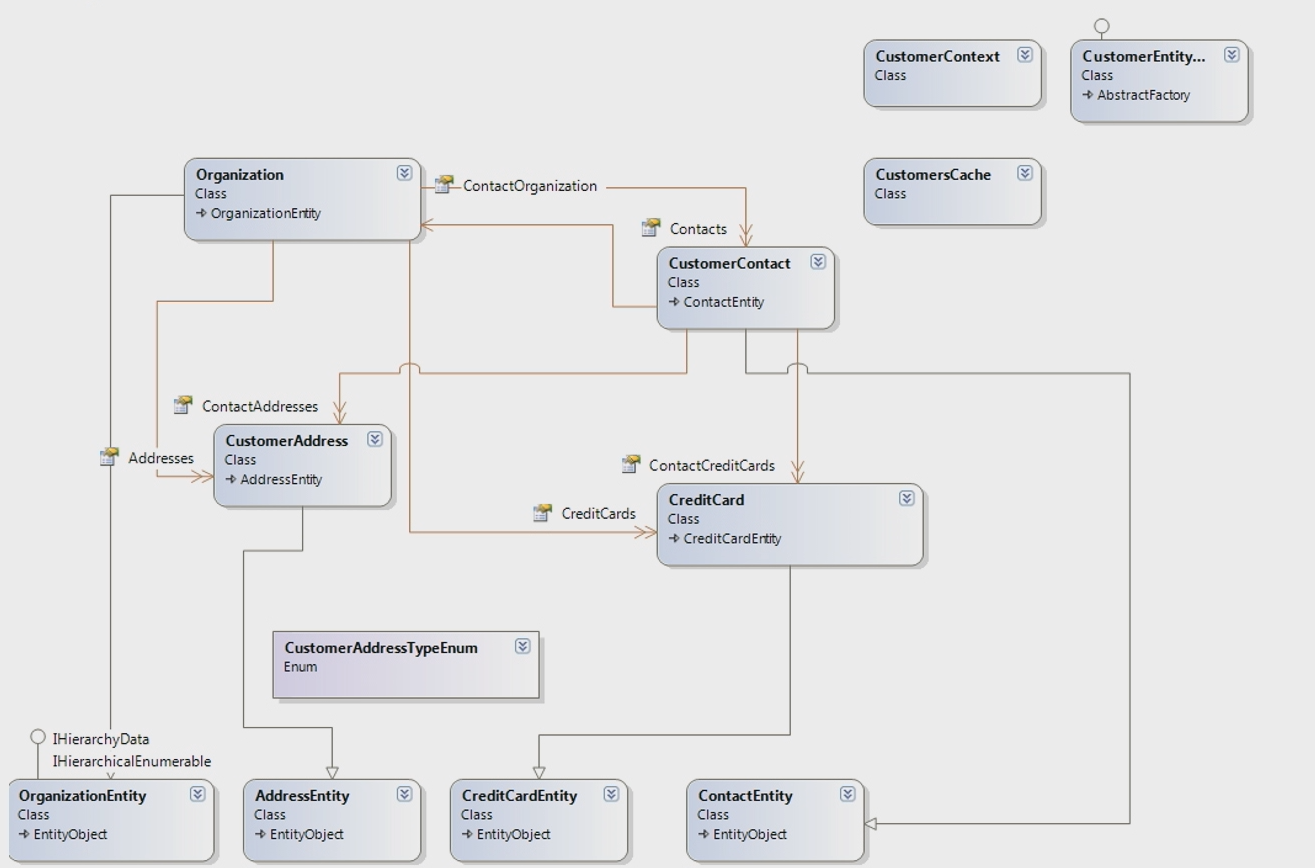 CustomerContext
Class
CustomerEntity...
Class
AbstractFactory
Organization
Class
OrganizationEntity
ContactOrganization
CustomersCache
Class
Contacts
CustomerContact
Class
ContactEntity
ContactAddresses
CustomerAddress
Class
AddressEntity
Addresses
ContactCreditCards
CreditCard
Class
CreditCardEntity
CreditCards
CustomerAddressTypeEnum
Enum
IHierarchyData
IHierarchicalEnumerable
OrganizationEntity
Class
EntityObject
AddressEntity
Class
EntityObject
CreditCardEntity
Class
EntityObject
ContactEntity
Class
EntityObject